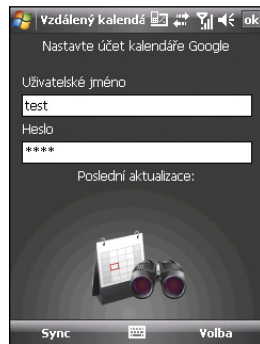 Vzdálený kalendá
ok
Nastavte účet kalendáře Google
Uživatelské jméno
test
Heslo
****
Poslední aktualizace:
Sync
Volba